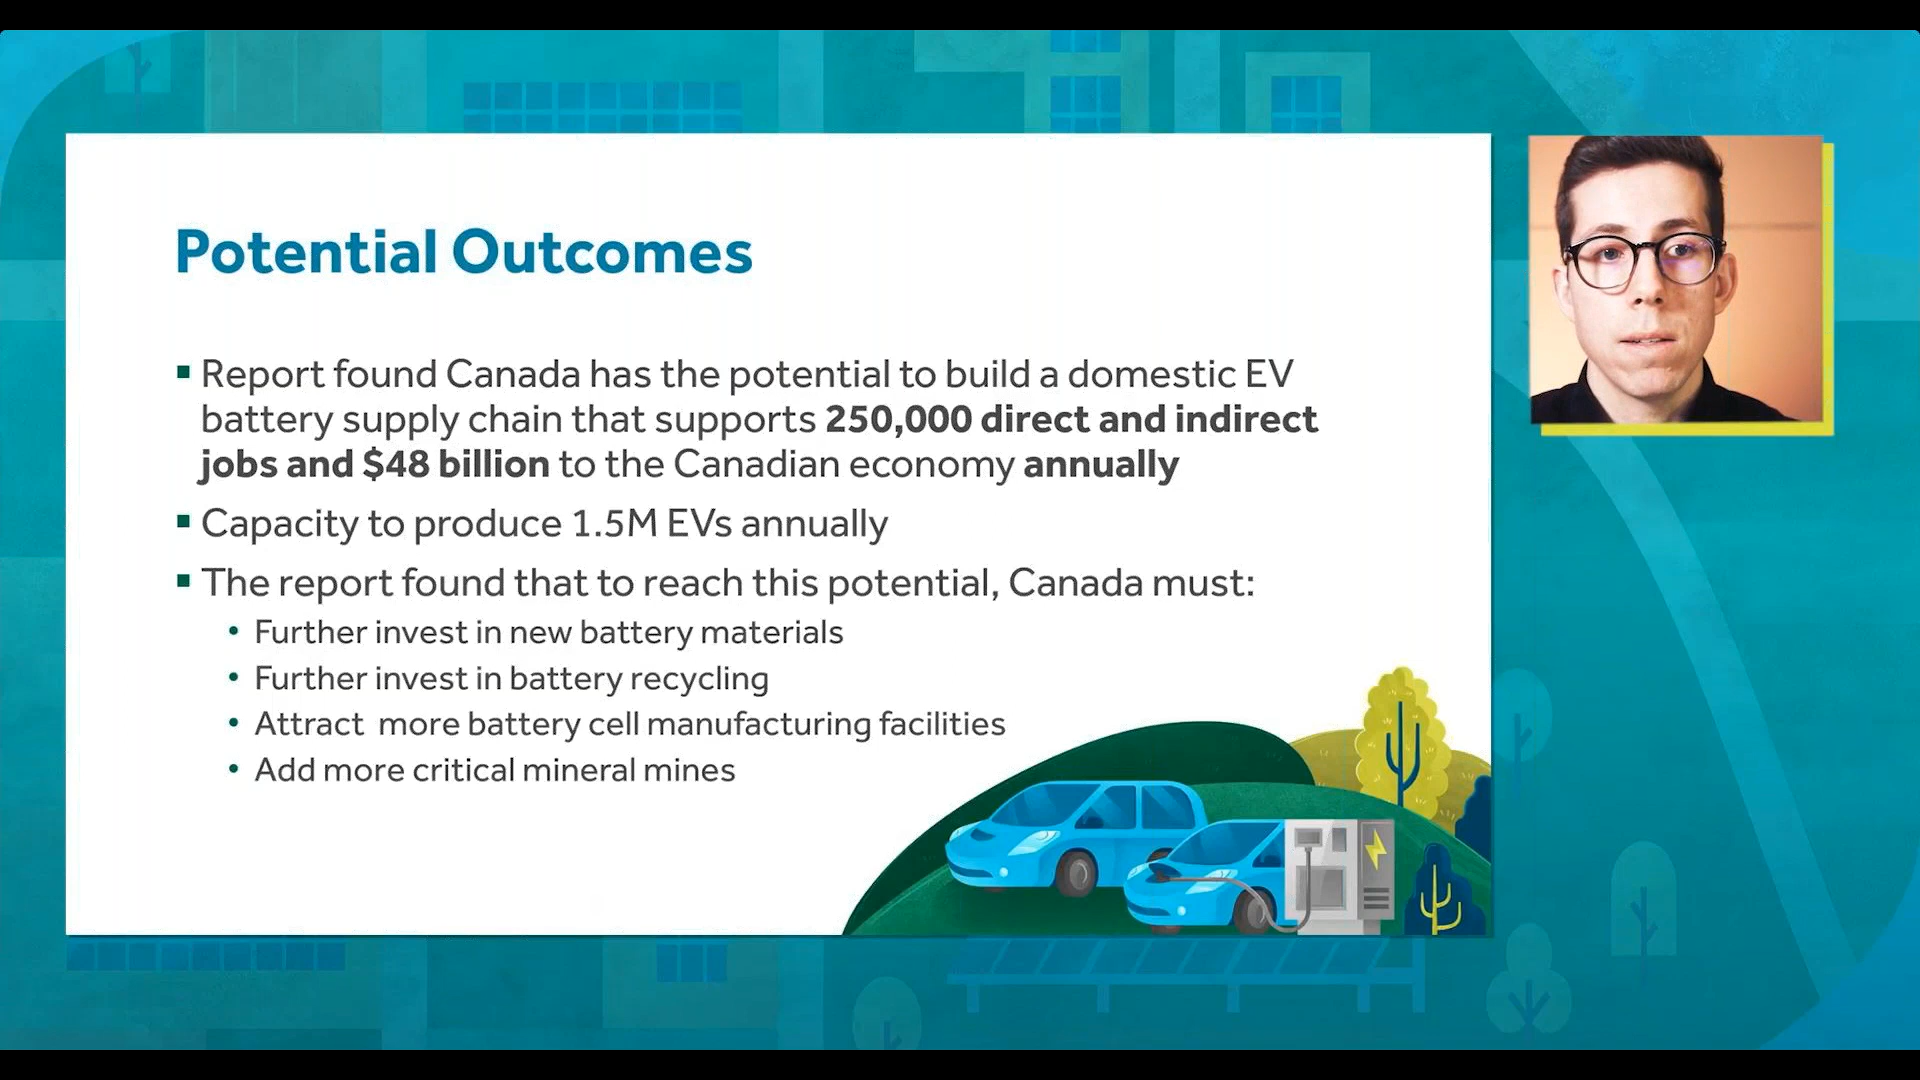 Potential Outcomes
▪ Report found Canada has the potential to build a domestic EV
battery supply chain that supports 250,000 direct and indirect
jobs and $48 billion to the Canadian economy annually
▪ Capacity to produce 1.5M EVs annually
▪ The report found that to reach this potential, Canada must:
• Further invest in new battery materials
• Further invest in battery recycling
• Attract  more battery cell manufacturing facilities
• Add more critical mineral mines